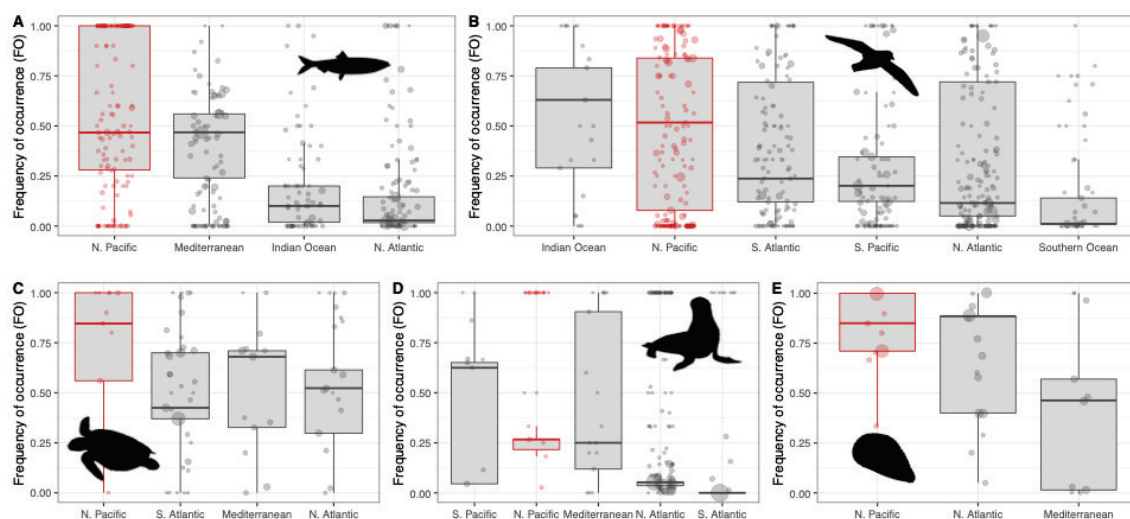 A
Frequency of occurrence (FO)
1.00
0.75
0.50
0.25
0.00
N. Pacific Mediterranean Indian Ocean N. Atlantic
B
Frequency of occurrence (FO)
1.00
0.75
0.50
0.25
0.00
Indian Ocean N. Pacific S. Atlantic S. Pacific N. Atlantic Southern Ocean
C
Frequency of occurrence (FO)
1.00
0.75
0.50
0.25
0.00
N. Pacific S. Atlantic Mediterranean N. Atlantic
D
Frequency of occurrence (FO)
1.00
0.75
0.50
0.25
0.00
S. Pacific N. Pacific Mediterranean N. Atlantic S. Atlantic
E
Frequency of occurrence (FO)
1.00
0.75
0.50
0.25
0.00
N. Pacific N. Atlantic Mediterranean